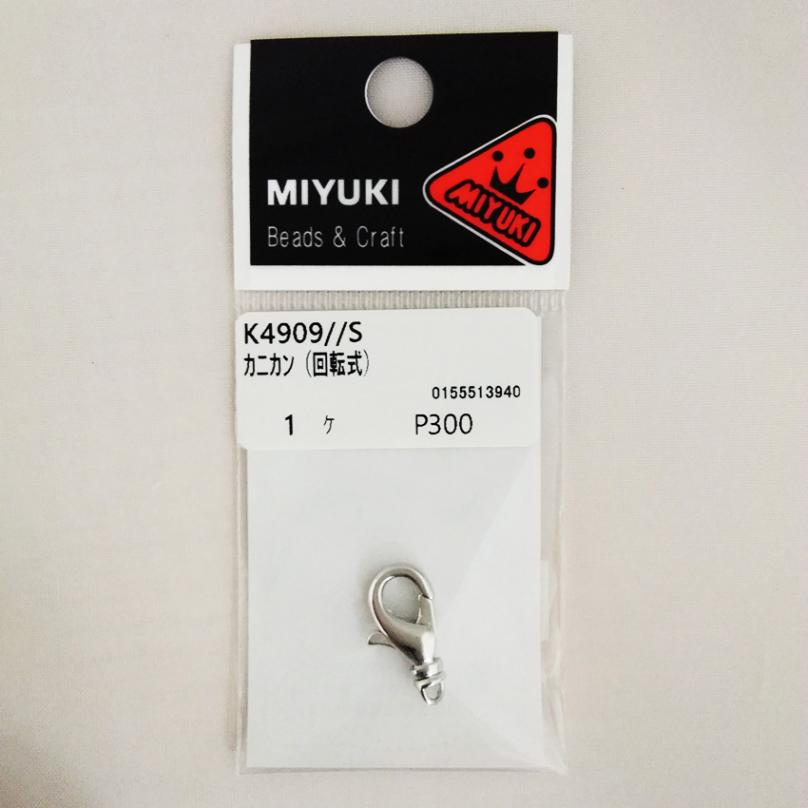 MIYUKI
Beads & Craft
MIYUKI
K4909//S
カニカン（回転式）
0155513940
1 ケ P300